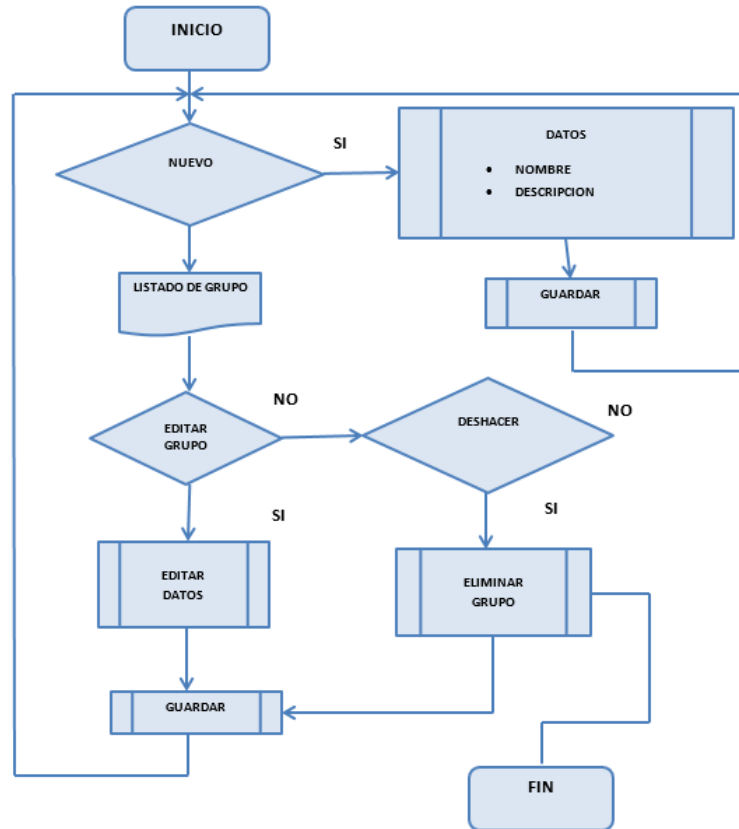 INICIO
NUEVO
SI
DATOS
• NOMBRE
• DESCRIPCION
LISTADO DE GRUPO
GUARDAR
EDITAR
GRUPO
NO
DESHACER
NO
SI
SI
EDITAR
DATOS
ELIMINAR
GRUPO
GUARDAR
FIN